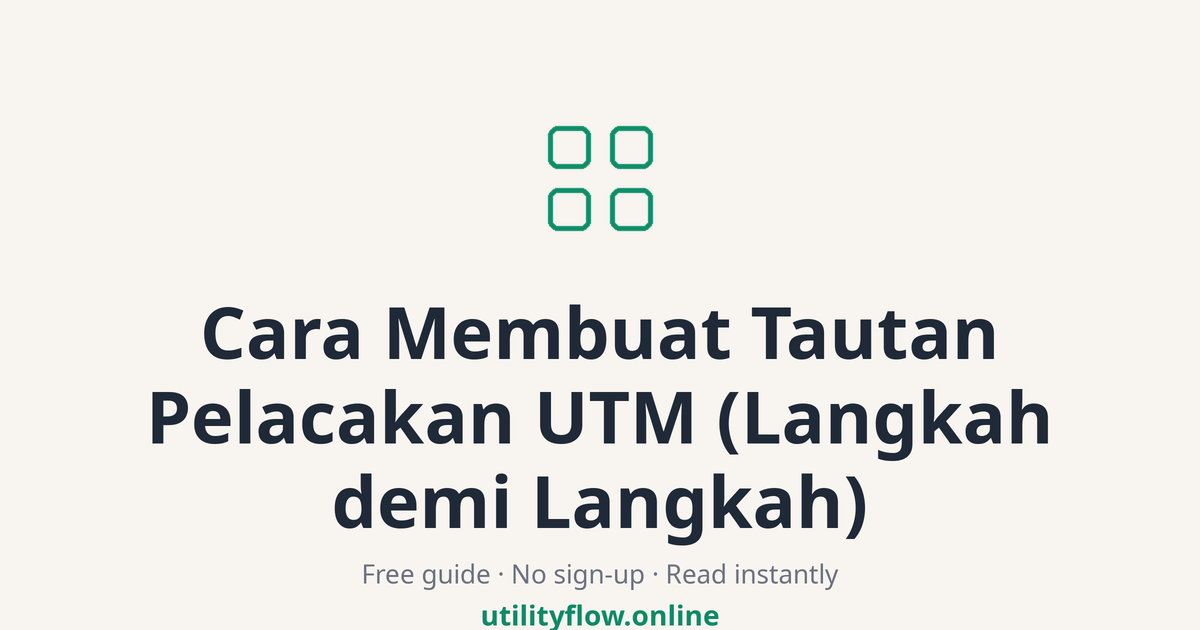 Cara Membuat Tautan
Pelacakan UTM (Langkah
demi Langkah)
Free guide · No sign-up · Read instantly
utilityflow.online